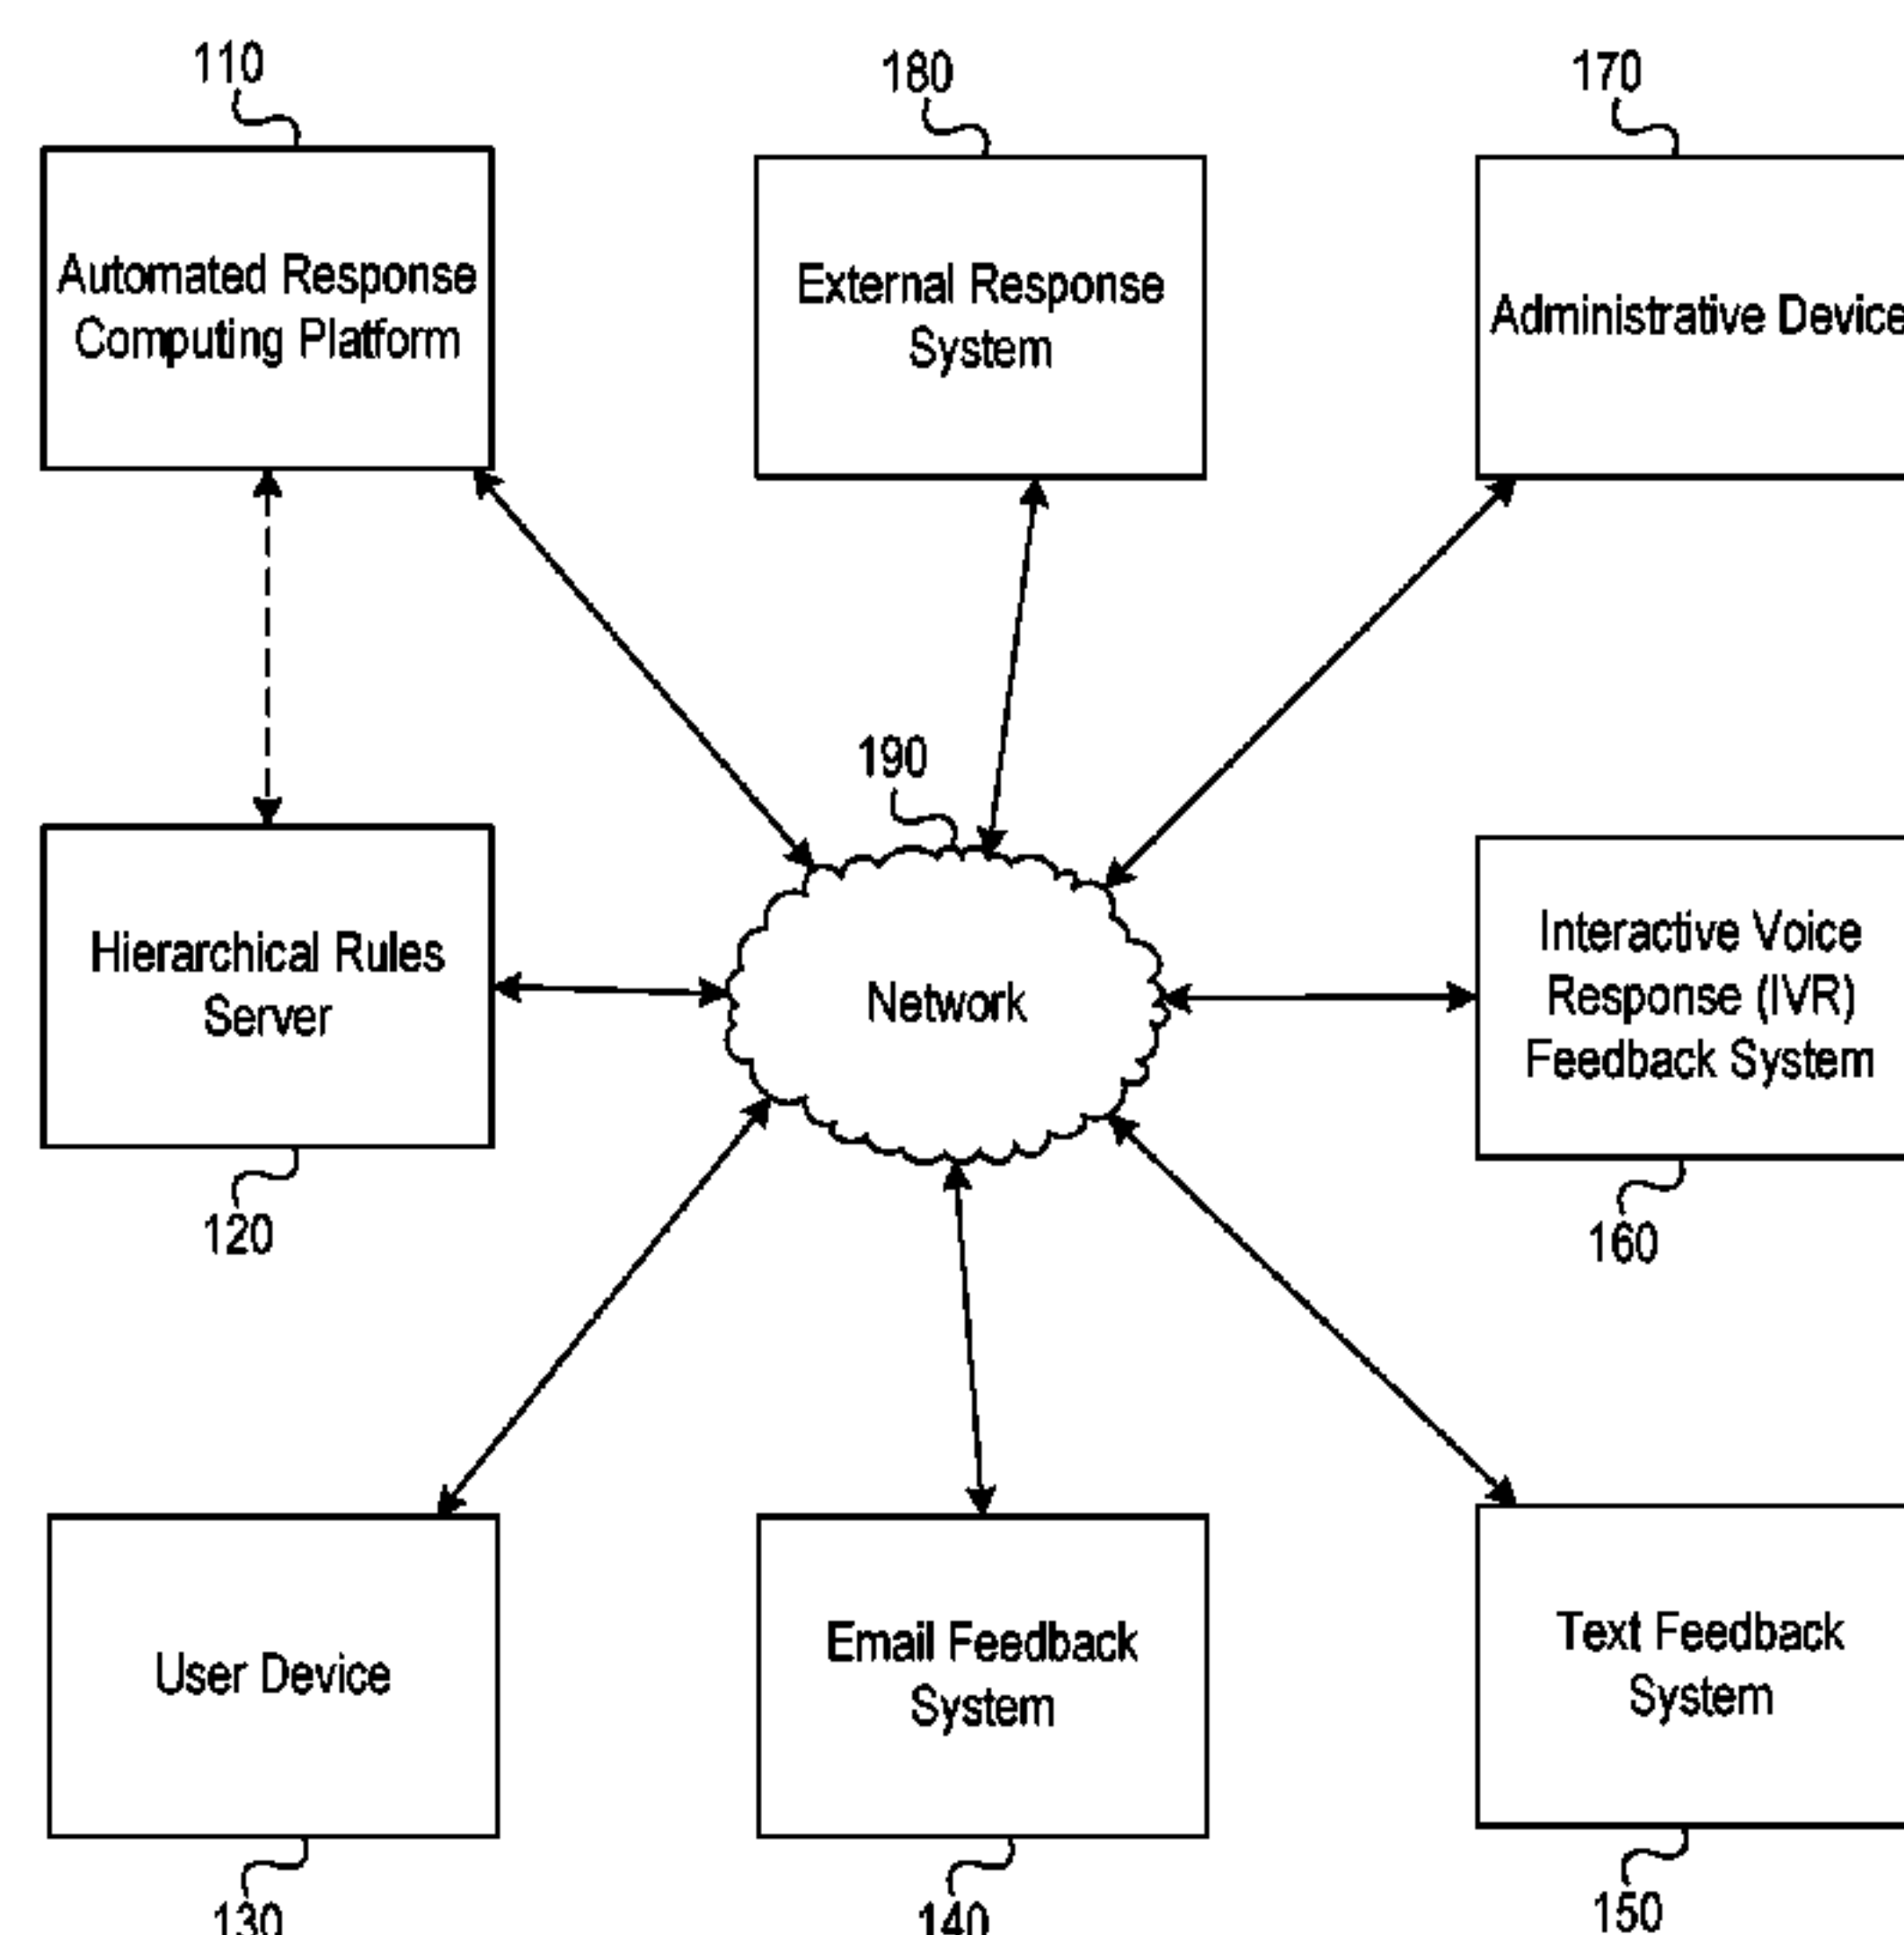 110
180
170
Automated Response
Computing Platform
External Response
System
Administrative Device
190
Hierarchical Rules
Server
Network
Interactive Voice
Response (IVR)
Feedback System
120
160
User Device
Email Feedback
System
Text Feedback
System
130
140
150